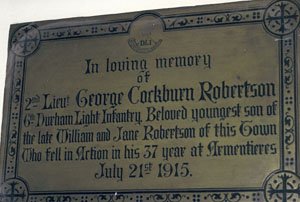 DLI
In loving memory
of
2nd Lieut George Cockburn Robertson
6th Durham Light Infantry, Beloved youngest son of
the late William and Jane Robertson of this Town
Who fell in Action in his 37 year at Armentieres
July 21st 1915.